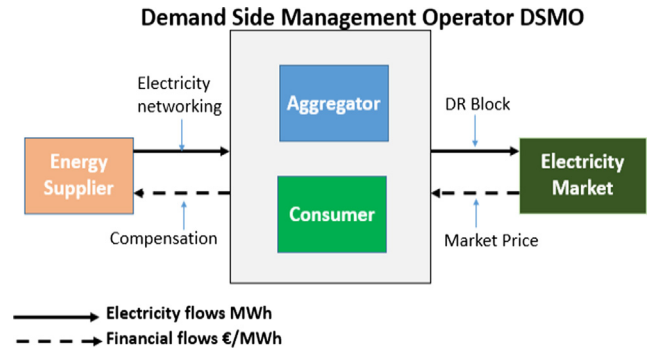 Demand Side Management Operator DSMO
Electricity
networking
Aggregator
DR Block
Energy
Supplier
Electricity
Market
Consumer
Compensation
Market Price
Electricity flows MWh
Financial flows €/MWh